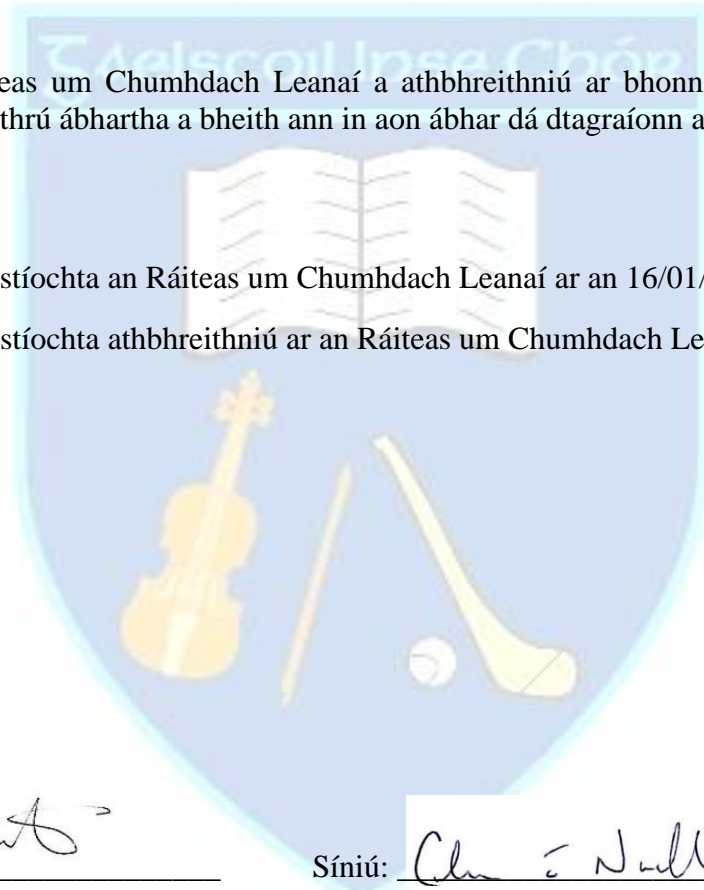 Gaelscoil Inse Chór
eas um Chumhdach Leanaí a athbhreithniú ar bhonn
thrú ábhartha a bheith ann in aon ábhar dá dtagraíonn a
stíochta an Ráiteas um Chumhdach Leanaí ar an 16/01/
stíochta athbhreithniú ar an Ráiteas um Chumhdach Le
Síniú: